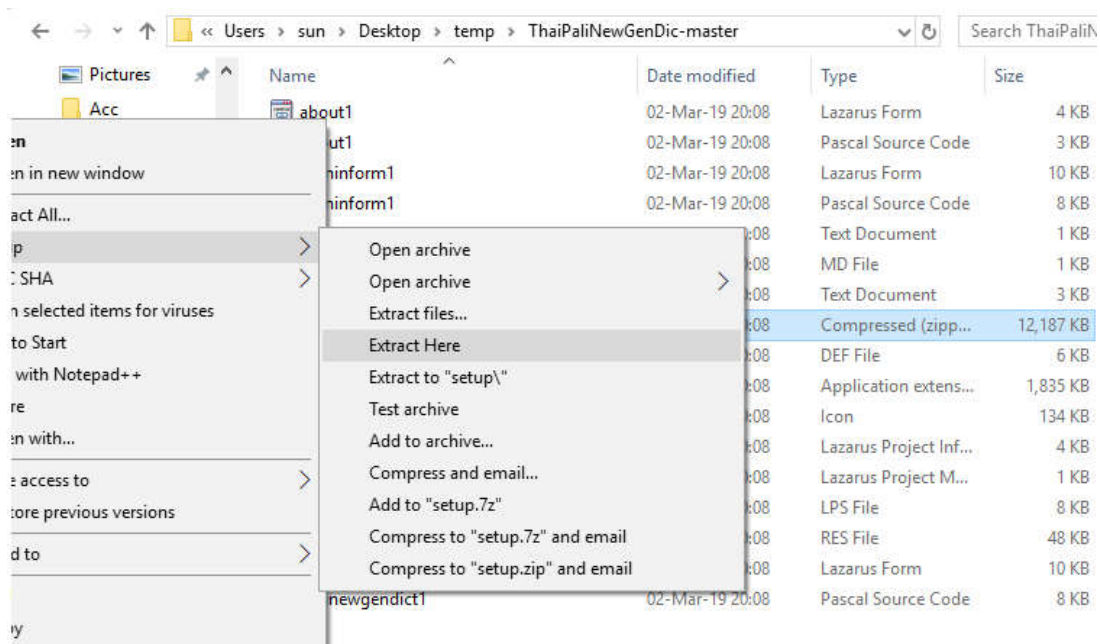 « Users › sun › Desktop › temp › ThaiPaliNewGenDic-master Search ThaiPaliN
Pictures Name Date modified Type Size
Acc about1 02-Mar-19 20:08 Lazarus Form 4 KB
en ut1 02-Mar-19 20:08 Pascal Source Code 3 KB
en in new window ninform1 02-Mar-19 20:08 Lazarus Form 10 KB
act All... ninform1 02-Mar-19 20:08 Pascal Source Code 8 KB
ip Open archive :08 Text Document 1 KB
C SHA Open archive :08 MD File 1 KB
n selected items for viruses Extract files... :08 Text Document 3 KB
to Start Extract Here :08 Compressed (zipp... 12,187 KB
with Notepad++ Extract to "setup\" :08 DEF File 6 KB
re Test archive :08 Application extens... 1,835 KB
en with... Add to archive... :08 Icon 134 KB
e access to Compress and email... :08 Lazarus Project Inf... 4 KB
tore previous versions Add to "setup.7z" :08 Lazarus Project M... 1 KB
d to Compress to "setup.7z" and email :08 LPS File 8 KB
Compress to "setup.zip" and email :08 RES File 48 KB
:08 Lazarus Form 10 KB
newgendict1 02-Mar-19 20:08 Pascal Source Code 8 KB
py